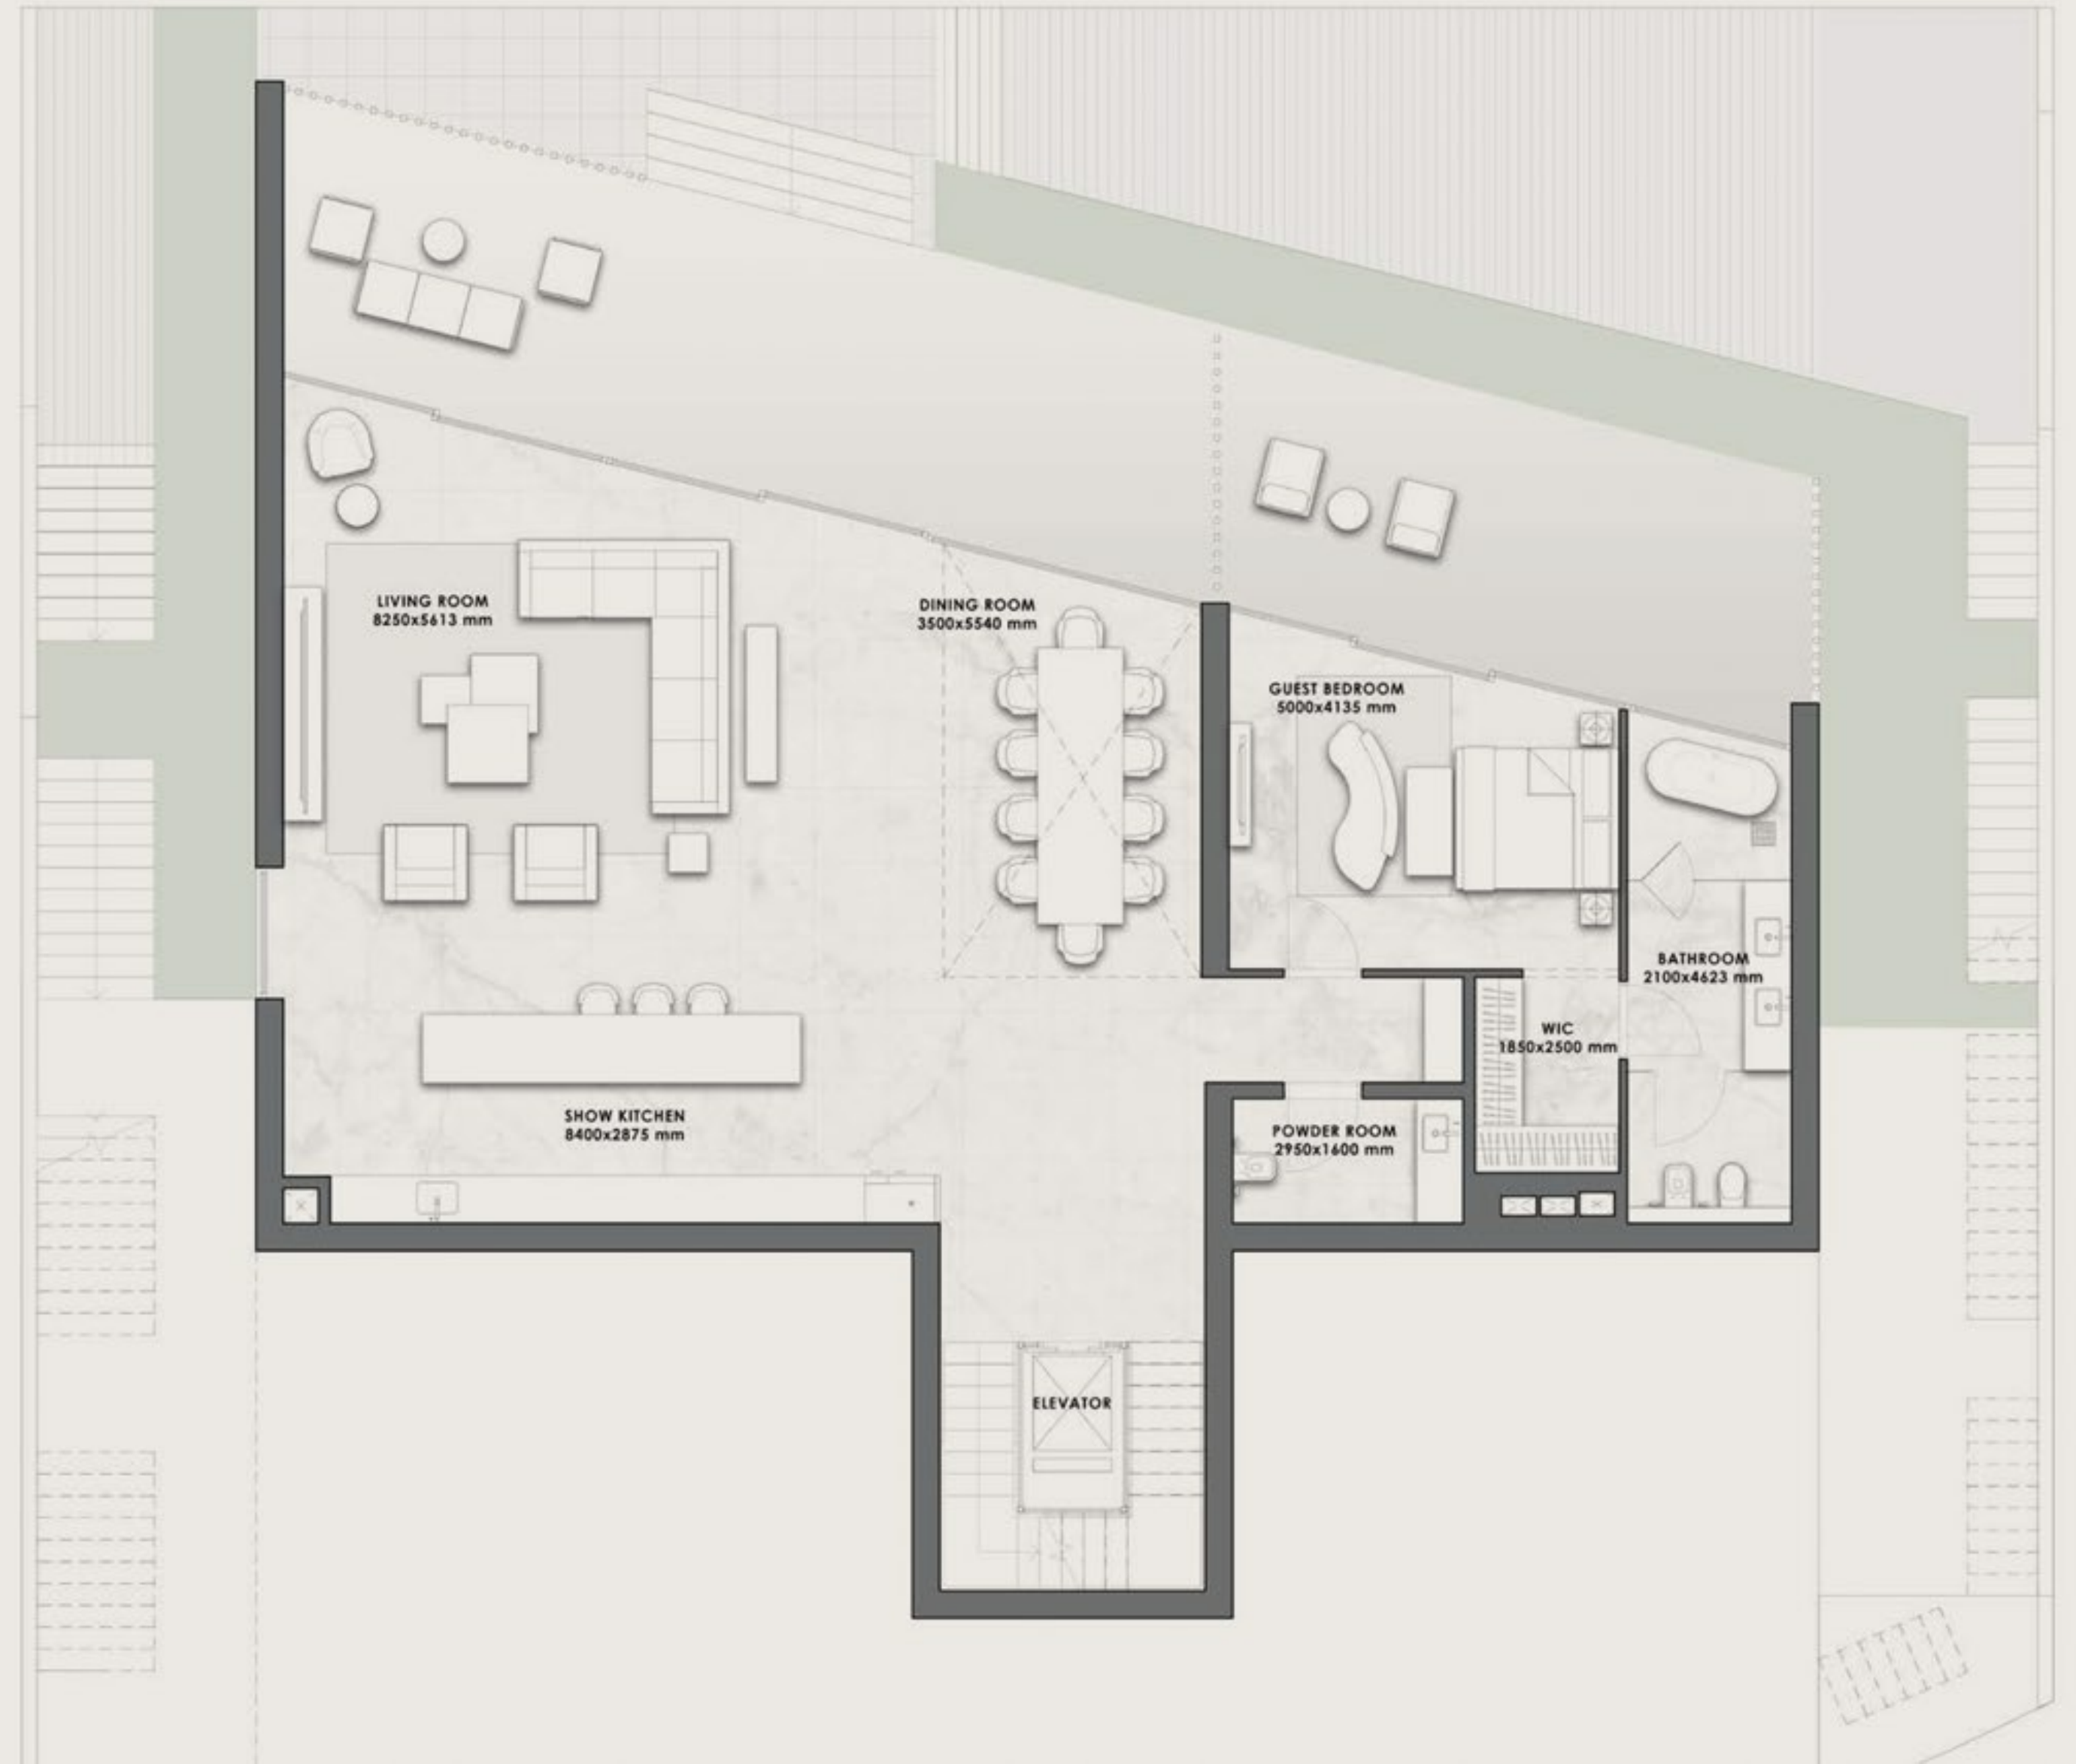 LIVING ROOM
8250x5613 mm
DINING ROOM
3500x5540 mm
GUEST BEDROOM
5000x4135 mm
BATHROOM
2100x4623 mm
WIC
1850x2500 mm
SHOW KITCHEN
8400x2875 mm
POWDER ROOM
2950x1600 mm
ELEVATOR